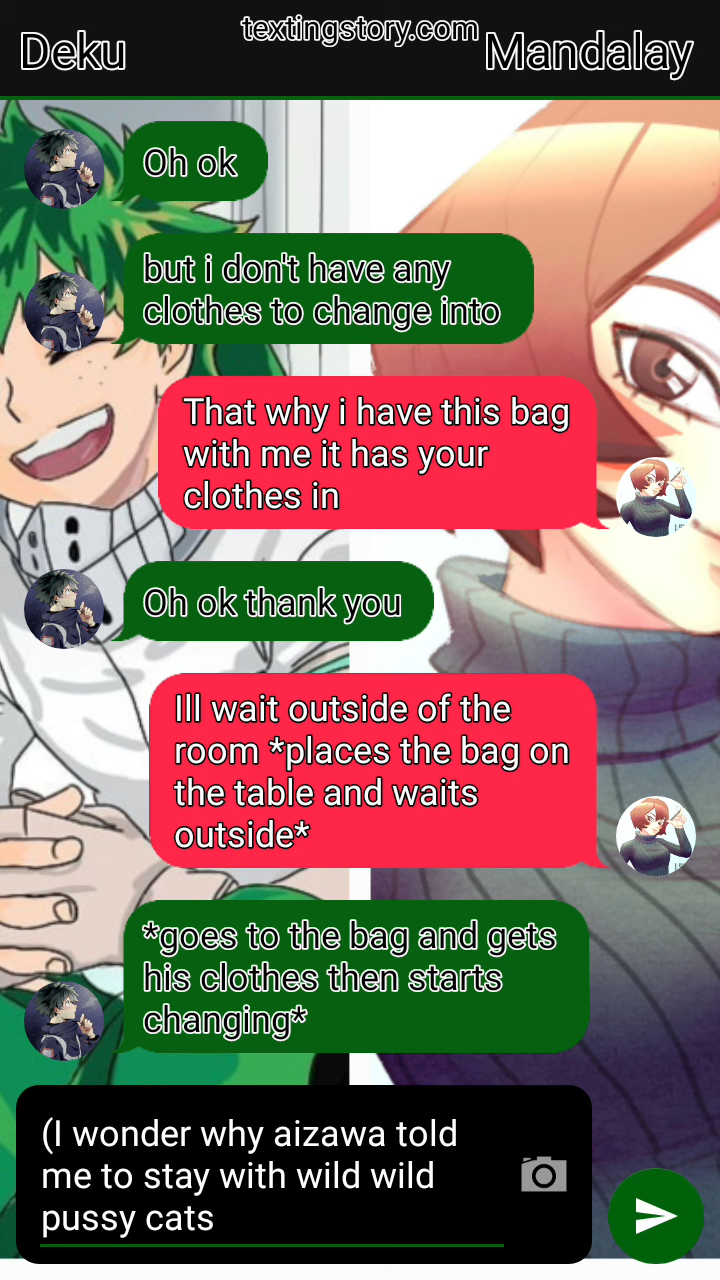 textingstory.com
Deku
Mandalay
Oh ok
but i don't have any
clothes to change into
That why i have this bag
with me it has your
clothes in
Oh ok thank you
Ill wait outside of the
room *places the bag on
the table and waits
outside*
*goes to the bag and gets
his clothes then starts
changing*
(I wonder why aizawa told
me to stay with wild wild
pussy cats